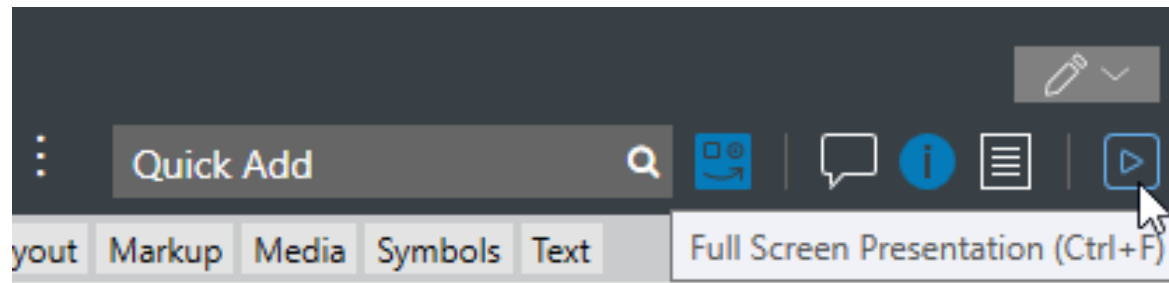 Quick Add
yout Markup Media Symbols Text
Full Screen Presentation (Ctrl+F)